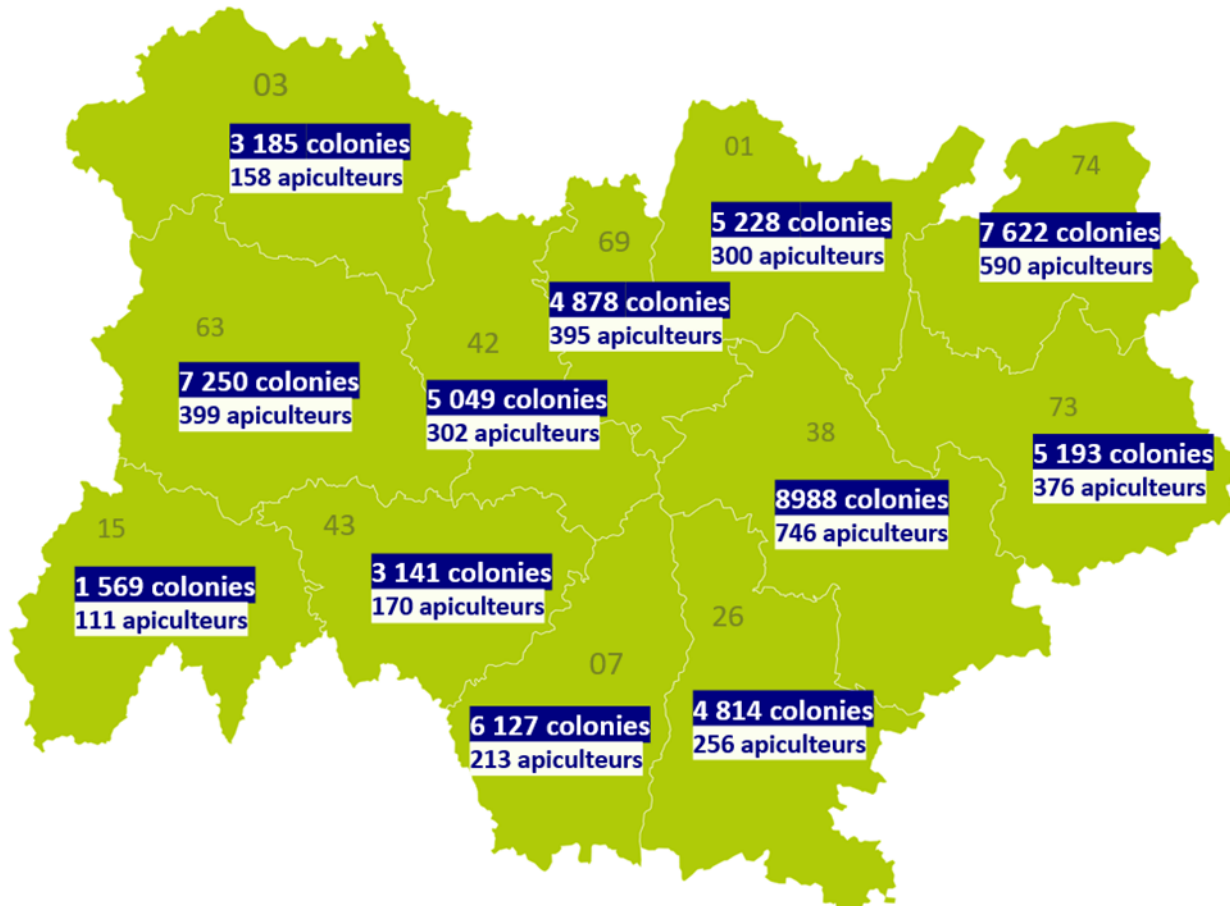 03
3 185 colonies
158 apiculteurs
01
5 228 colonies
300 apiculteurs
74
7 622 colonies
590 apiculteurs
69
4 878 colonies
395 apiculteurs
63
7 250 colonies
399 apiculteurs
42
5 049 colonies
302 apiculteurs
38
8988 colonies
746 apiculteurs
73
5 193 colonies
376 apiculteurs
15
1 569 colonies
111 apiculteurs
43
3 141 colonies
170 apiculteurs
07
6 127 colonies
213 apiculteurs
26
4 814 colonies
256 apiculteurs